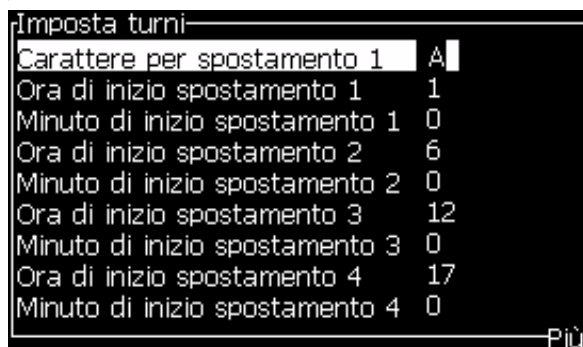 Imposta turni
Carattere per spostamento 1 A
Ora di inizio spostamento 1 1
Minuto di inizio spostamento 1 0
Ora di inizio spostamento 2 6
Minuto di inizio spostamento 2 0
Ora di inizio spostamento 3 12
Minuto di inizio spostamento 3 0
Ora di inizio spostamento 4 17
Minuto di inizio spostamento 4 0
Più